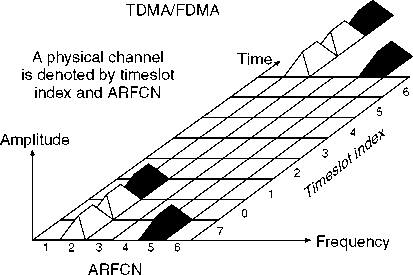 TDMA/FDMA
A physical channel
is denoted by timeslot
index and ARFCN
Time
Amplitude
6
5
4
3
2
1
0
7
Timeslot index
1 2 3 4 5 6
Frequency
ARFCN